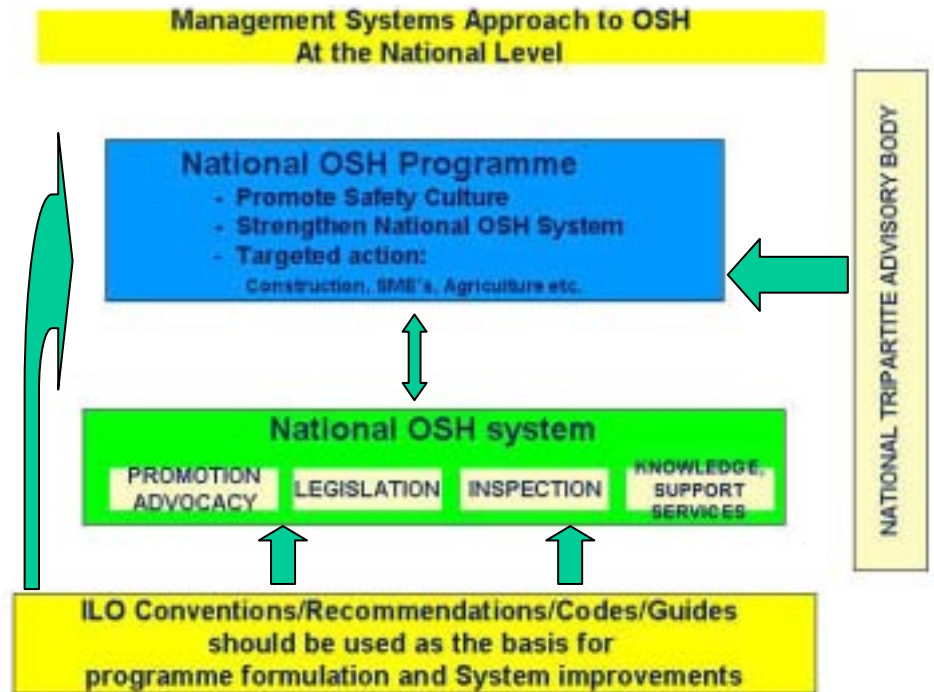 Management Systems Approach to OSH
At the National Level
National OSH Programme
- Promote Safety Culture
- Strengthen National OSH System
- Targeted action:
Construction, SME's, Agriculture etc.
NATIONAL TRIPARTITE ADVISORY BODY
National OSH system
PROMOTION
ADVOCACY
LEGISLATION
INSPECTION
KNOWLEDGE,
SUPPORT
SERVICES
ILO Conventions/Recommendations/Codes/Guides
should be used as the basis for
programme formulation and System improvements